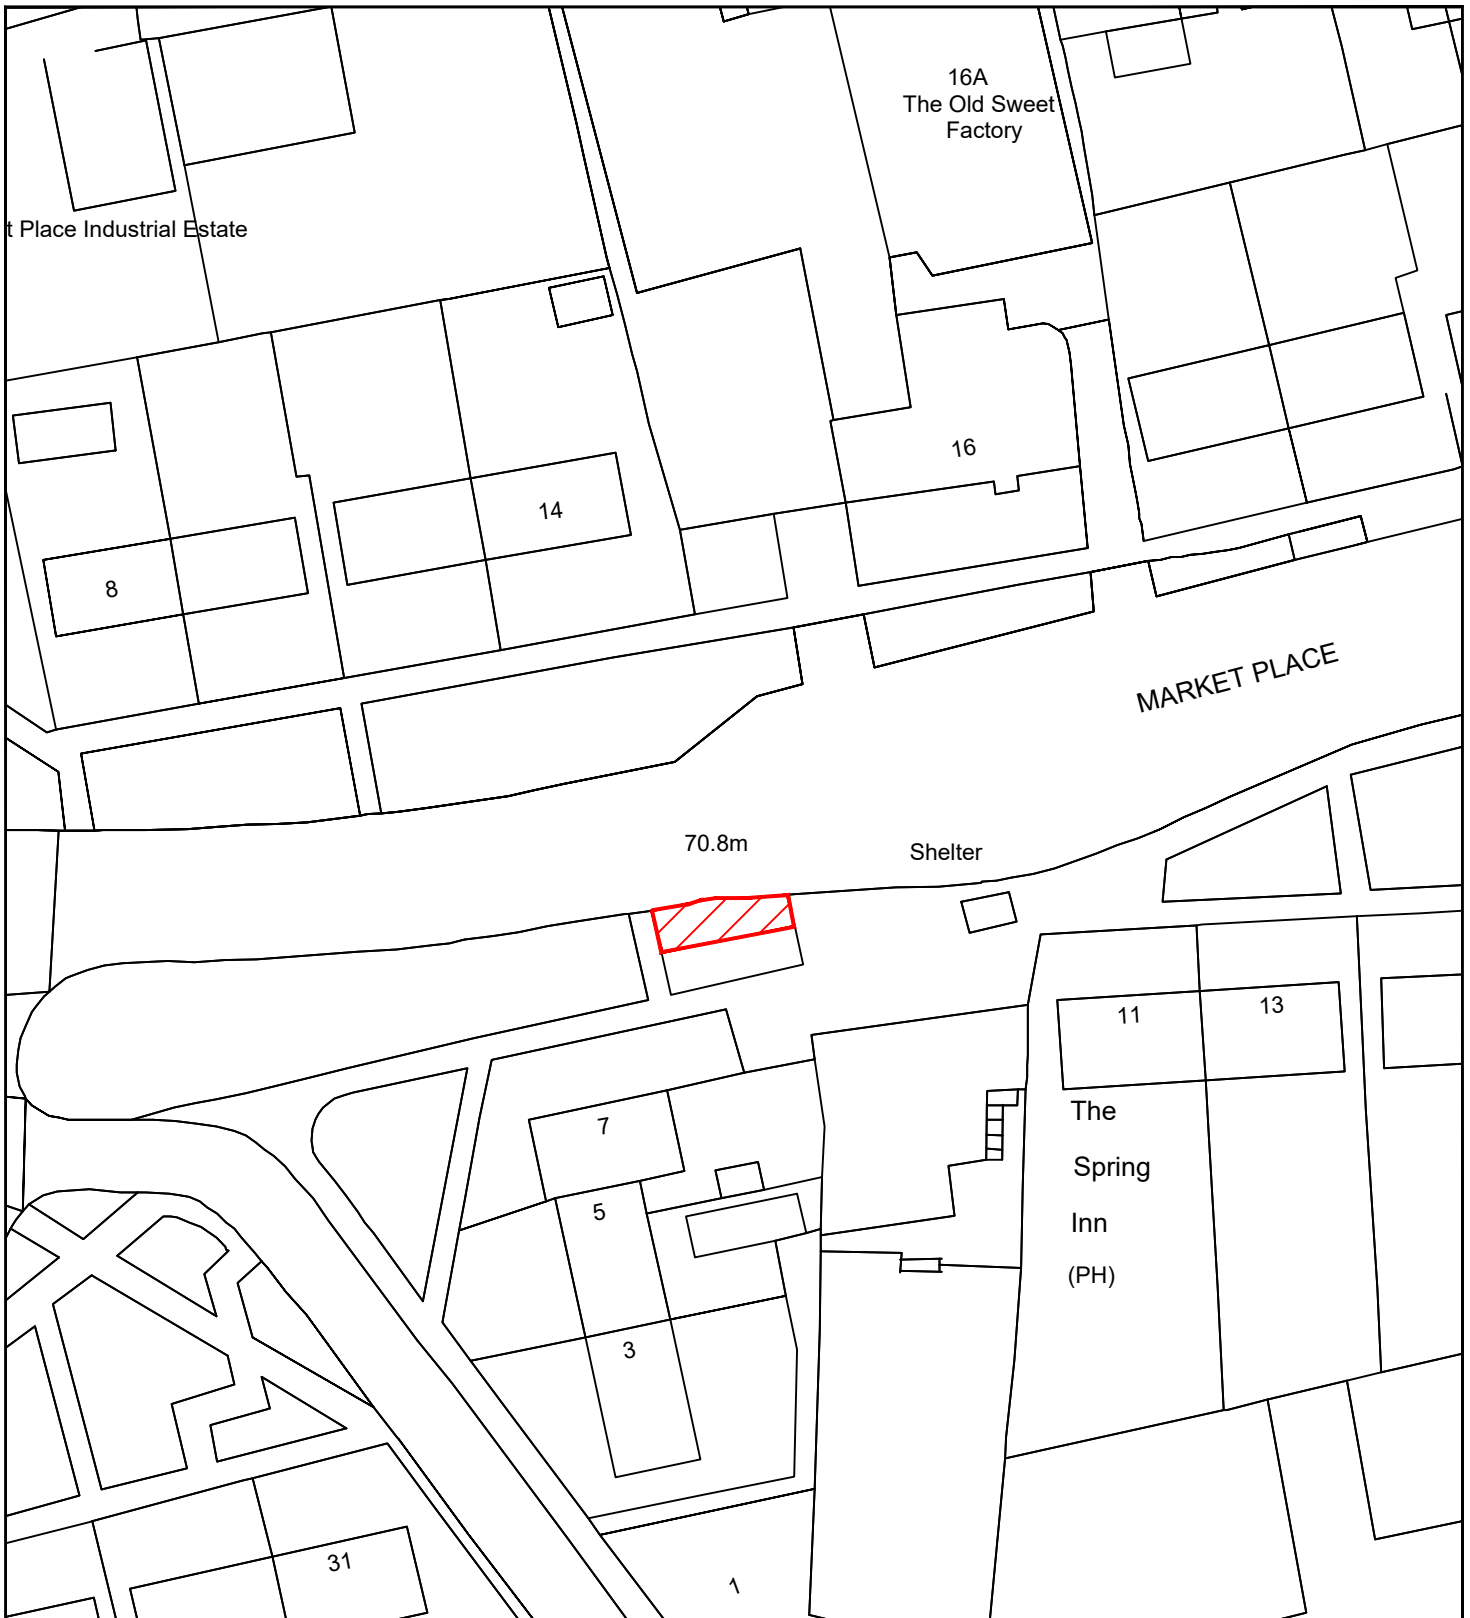 16A
The Old Sweet
Factory
t Place Industrial Estate
16
14
8
MARKET PLACE
70.8m
Shelter
11
13
The
Spring
Inn
(PH)
7
5
3
31
1